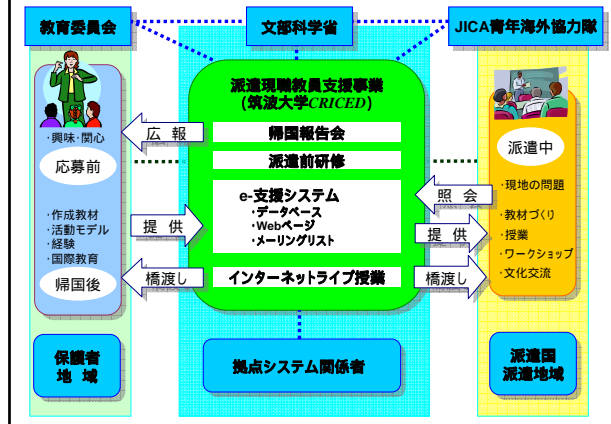 教育委員会
文部科学省
JICA青年海外協力隊
派遣現職教員支援事業
(筑波大学CRICED)
帰国報告会
派遣前研修
e-支援システム
・データベース
・Webページ
・メーリングリスト
インターネットライブ授業
・興味・関心
応募前
・作成教材
・活動モデル
・経験
・国際教育
帰国後
広 報
提 供
橋渡し
照 会
提 供
橋渡し
派遣中
・現地の問題
・教材づくり
・授業
・ワークショップ
・文化交流
保護者
地 域
拠点システム関係者
派遣国
派遣地域